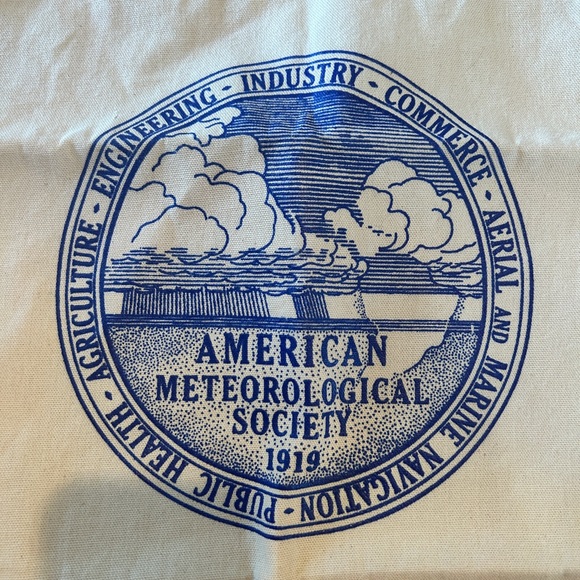 PUBLIC HEALTH - AGRICULTURE - ENGINEERING - INDUSTRY - COMMERCE - AERIAL AND MARINE NAVIGATION -
AMERICAN
METEOROLOGICAL
SOCIETY
1919